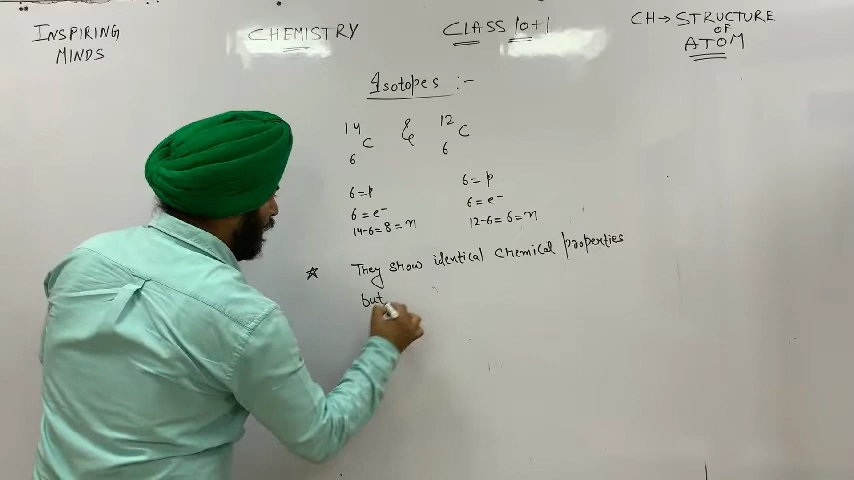 INSPIRING
MINDS
CHEMISTRY
CLASS 10+1
CH→ STRUCTURE
OF
ATOM
Isotopes :-
14 6 C & 12 6 C
6 = p
6 = e⁻
14-6=8=n
6 = p
6 = e⁻
12-6=6=n
☆ They show identical chemical properties
but